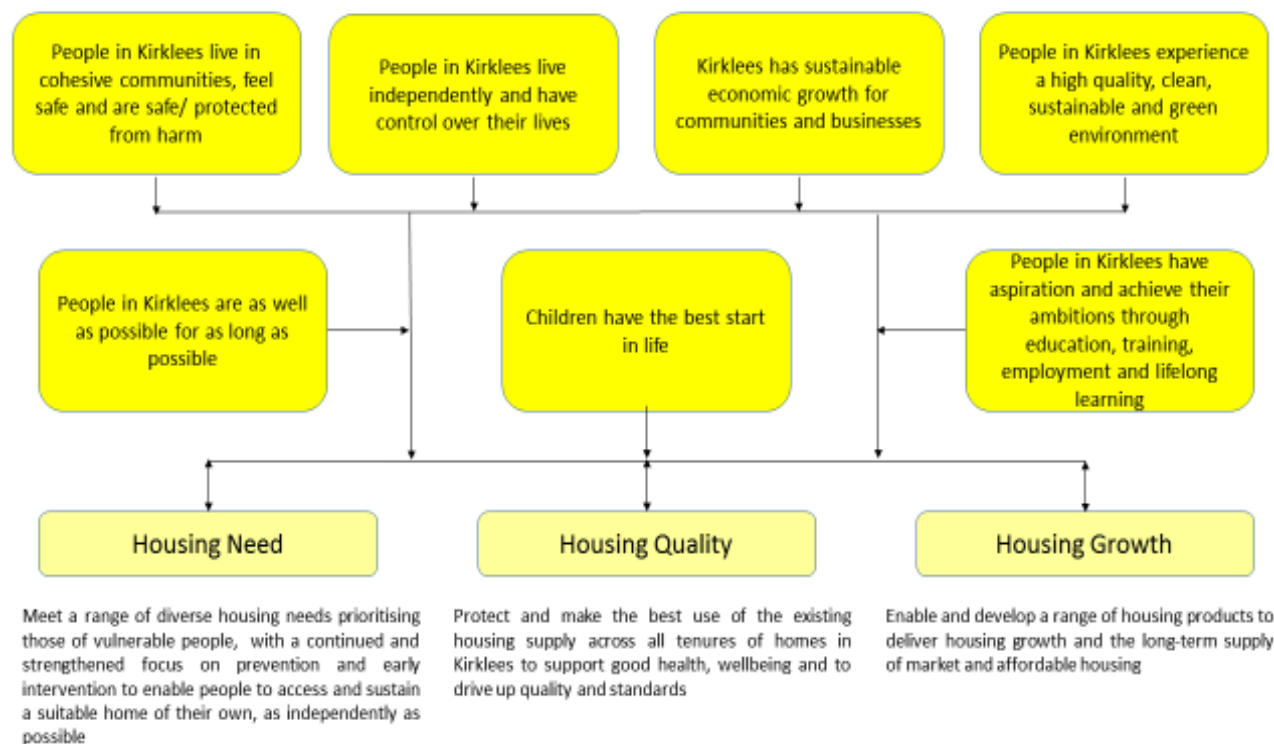 People in Kirklees live in
cohesive communities, feel
safe and are safe/ protected
from harm
People in Kirklees live
independently and have
control over their lives
Kirklees has sustainable
economic growth for
communities and businesses
People in Kirklees experience
a high quality, clean,
sustainable and green
environment
People in Kirklees are as well
as possible for as long as
possible
Children have the best start
in life
People in Kirklees have
aspiration and achieve their
ambitions through
education, training,
employment and lifelong
learning
Housing Need
Housing Quality
Housing Growth
Meet a range of diverse housing needs prioritising
those of vulnerable people, with a continued and
strengthened focus on prevention and early
intervention to enable people to access and sustain
a suitable home of their own, as independently as
possible
Protect and make the best use of the existing
housing supply across all tenures of homes in
Kirklees to support good health, wellbeing and to
drive up quality and standards
Enable and develop a range of housing products to
deliver housing growth and the long-term supply
of market and affordable housing